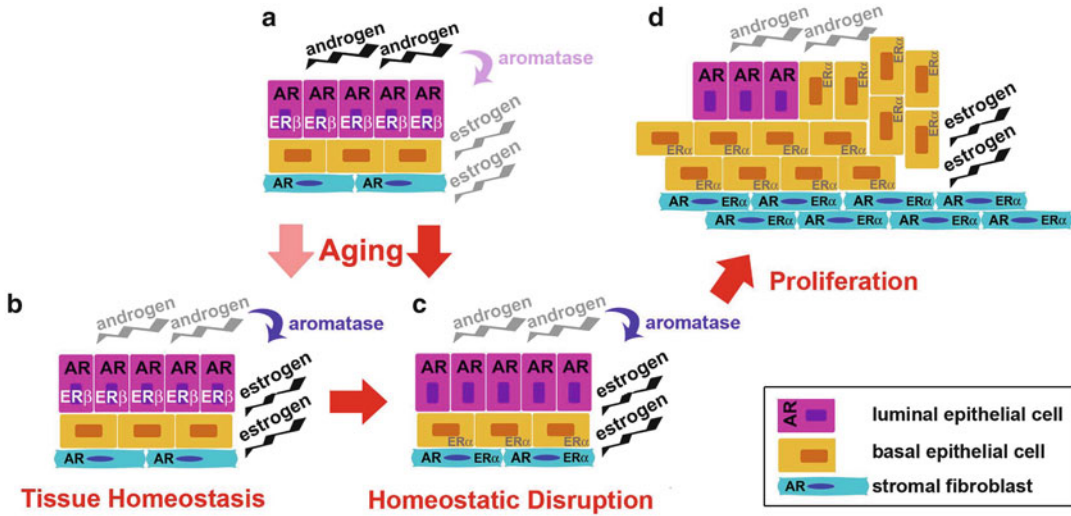 a
androgen androgen
aromatase
AR AR AR AR AR
ERβ ERβ ERβ ERβ ERβ
estrogen
estrogen
AR AR
Aging
b
androgen androgen
aromatase
AR AR AR AR AR
ERβ ERβ ERβ ERβ ERβ
estrogen
estrogen
AR AR
Tissue Homeostasis
c
androgen androgen
aromatase
AR AR AR AR AR
estrogen
estrogen
ERα ERα ERα
AR ERα AR ERα
Homeostatic Disruption
d
androgen androgen
AR AR AR ERα ERα ERα ERα
ERα ERα
estrogen
estrogen
ERα ERα ERα ERα
ERα ERα ERα ERα
AR ERα AR ERα AR ERα AR ERα
AR ERα AR ERα AR ERα AR ERα
Proliferation
AR luminal epithelial cell
basal epithelial cell
AR stromal fibroblast